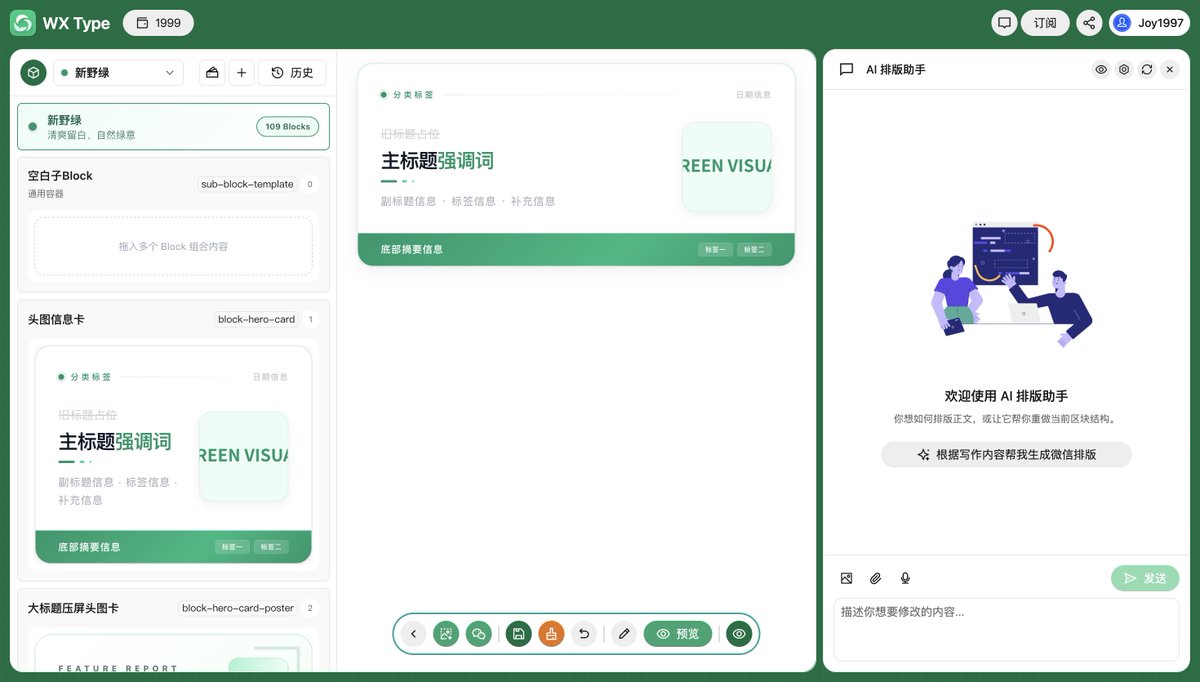 WX Type
1999
订阅
Joy1997
新野绿
历史
新野绿
清爽留白、自然绿意
109 Blocks
空白子Block
通用容器
sub-block-template
0
拖入多个 Block 组合内容
头图信息卡
block-hero-card
1
分类标签
日期信息
旧标题占位
主标题强调词
副标题信息 · 标签信息 ·
补充信息
REEN VISUA
底部摘要信息
标签一
标签二
大标题压屏头图卡
block-hero-card-poster
2
FEATURE REPORT
分类标签
日期信息
旧标题占位
主标题强调词
副标题信息 · 标签信息 · 补充信息
REEN VISUA
底部摘要信息
标签一
标签二
预览
AI 排版助手
欢迎使用 AI 排版助手
你想如何排版正文，或让它帮你重做当前区块结构。
根据写作内容帮我生成微信排版
发送
描述你想要修改的内容...